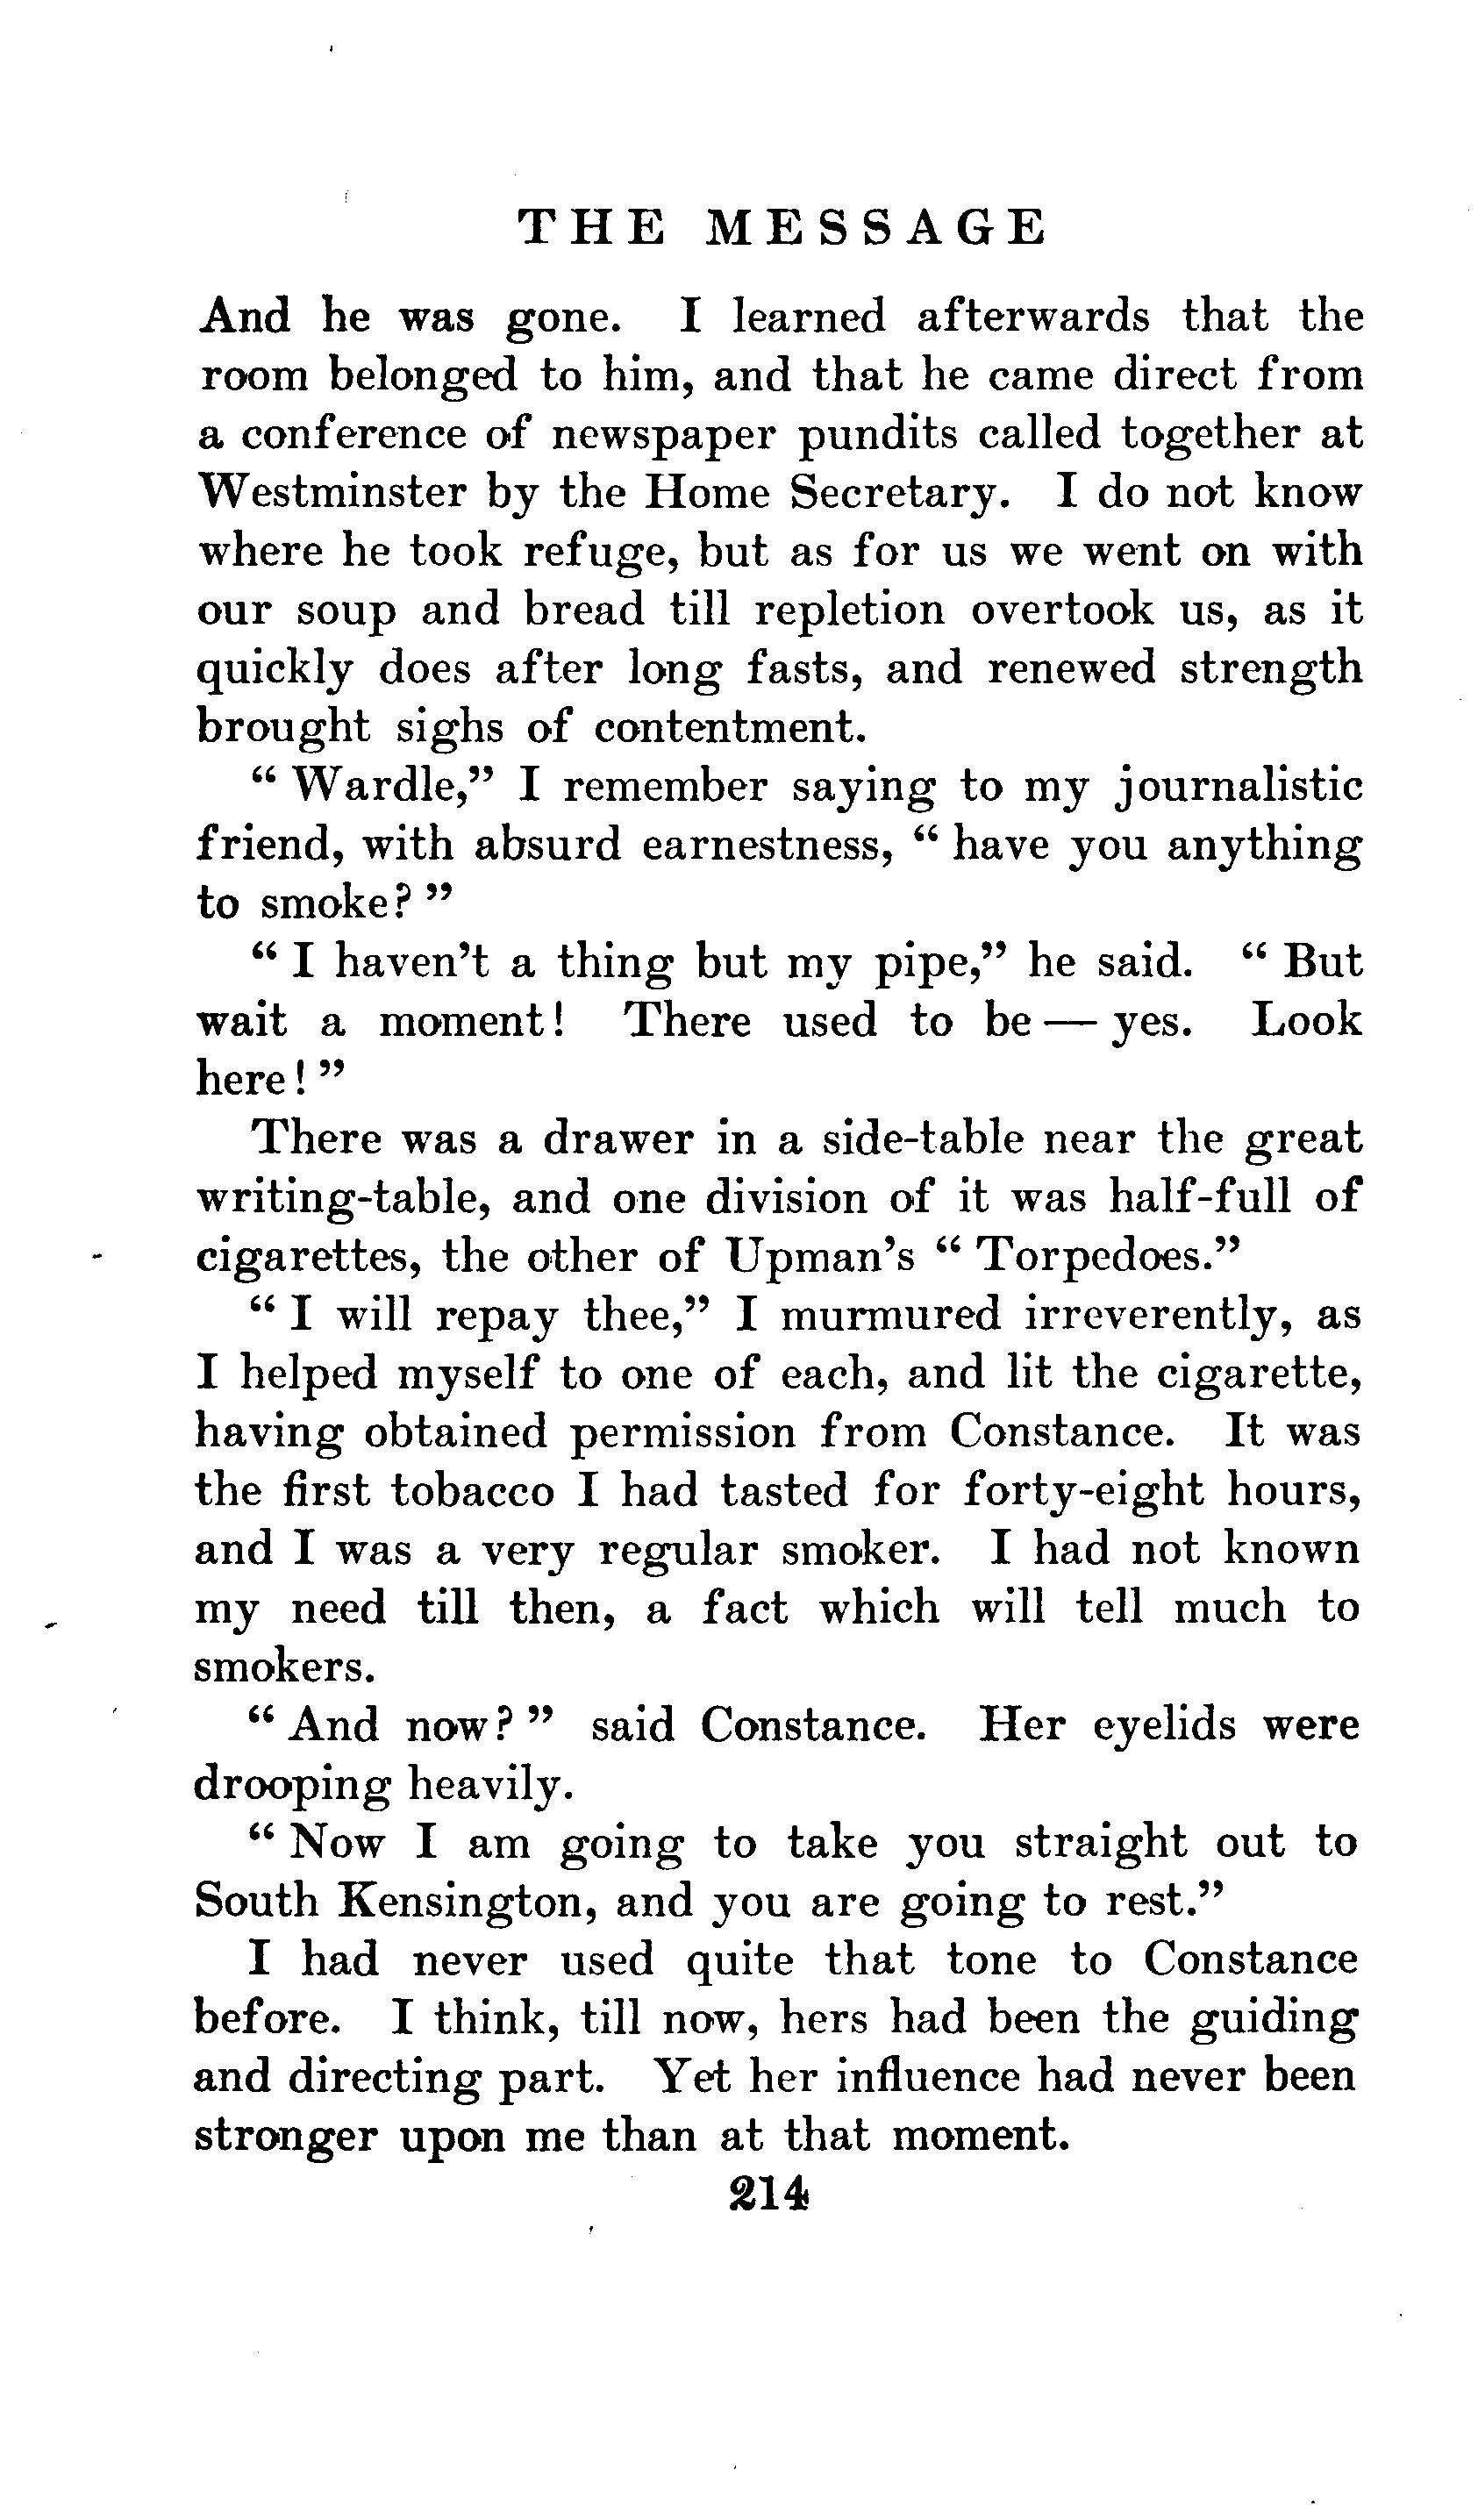 THE MESSAGE
And he was gone. I learned afterwards that the
room belonged to him, and that he came direct from
a conference of newspaper pundits called together at
Westminster by the Home Secretary. I do not know
where he took refuge, but as for us we went on with
our soup and bread till repletion overtook us, as it
quickly does after long fasts, and renewed strength
brought sighs of contentment.
“ Wardle,” I remember saying to my journalistic
friend, with absurd earnestness, “ have you anything
to smoke? ”
“ I haven't a thing but my pipe,” he said. “ But
wait a moment! There used to be — yes. Look
here! ”
There was a drawer in a side-table near the great
writing-table, and one division of it was half-full of
cigarettes, the other of Upman's “ Torpedoes.”
“ I will repay thee,” I murmured irreverently, as
I helped myself to one of each, and lit the cigarette,
having obtained permission from Constance. It was
the first tobacco I had tasted for forty-eight hours,
and I was a very regular smoker. I had not known
my need till then, a fact which will tell much to
smokers.
“ And now? ” said Constance. Her eyelids were
drooping heavily.
“ Now I am going to take you straight out to
South Kensington, and you are going to rest.”
I had never used quite that tone to Constance
before. I think, till now, hers had been the guiding
and directing part. Yet her influence had never been
stronger upon me than at that moment.
214